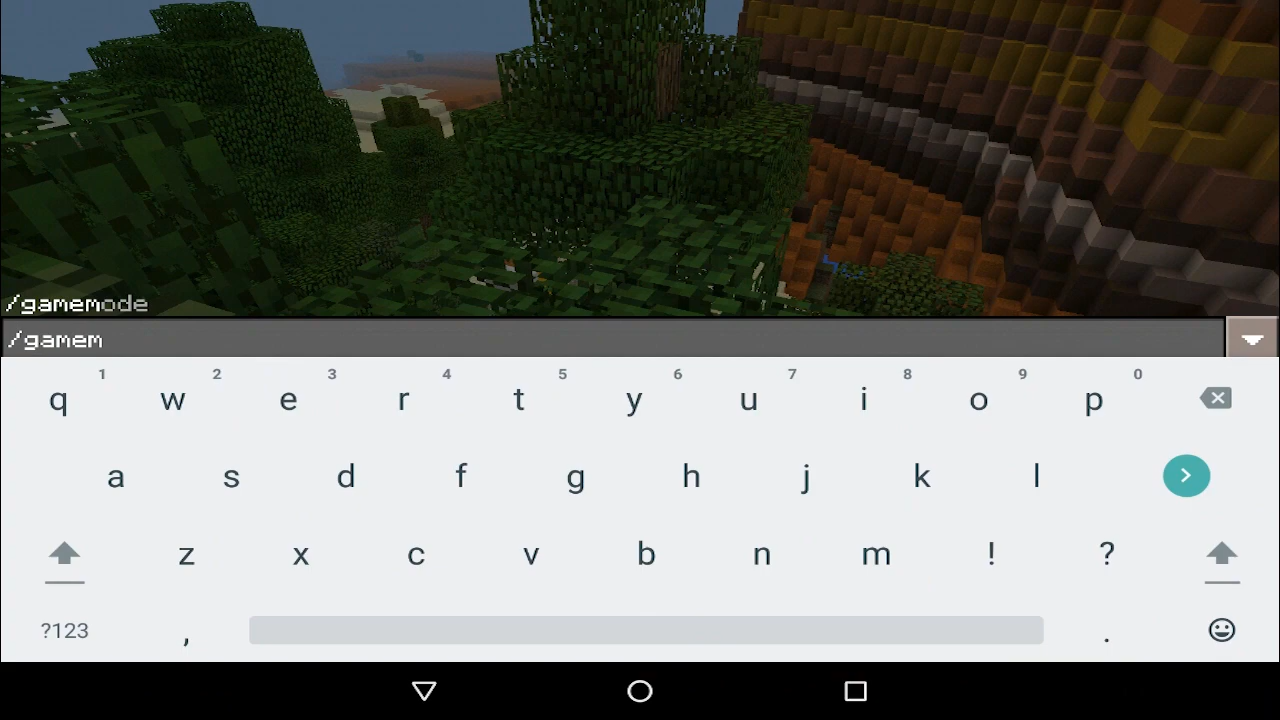 /gamemode
/gamem
1 2 3 4 5 6 7 8 9 0
q w e r t y u i o p
a s d f g h j k l
z x c v b n m ! ?
?123 , .